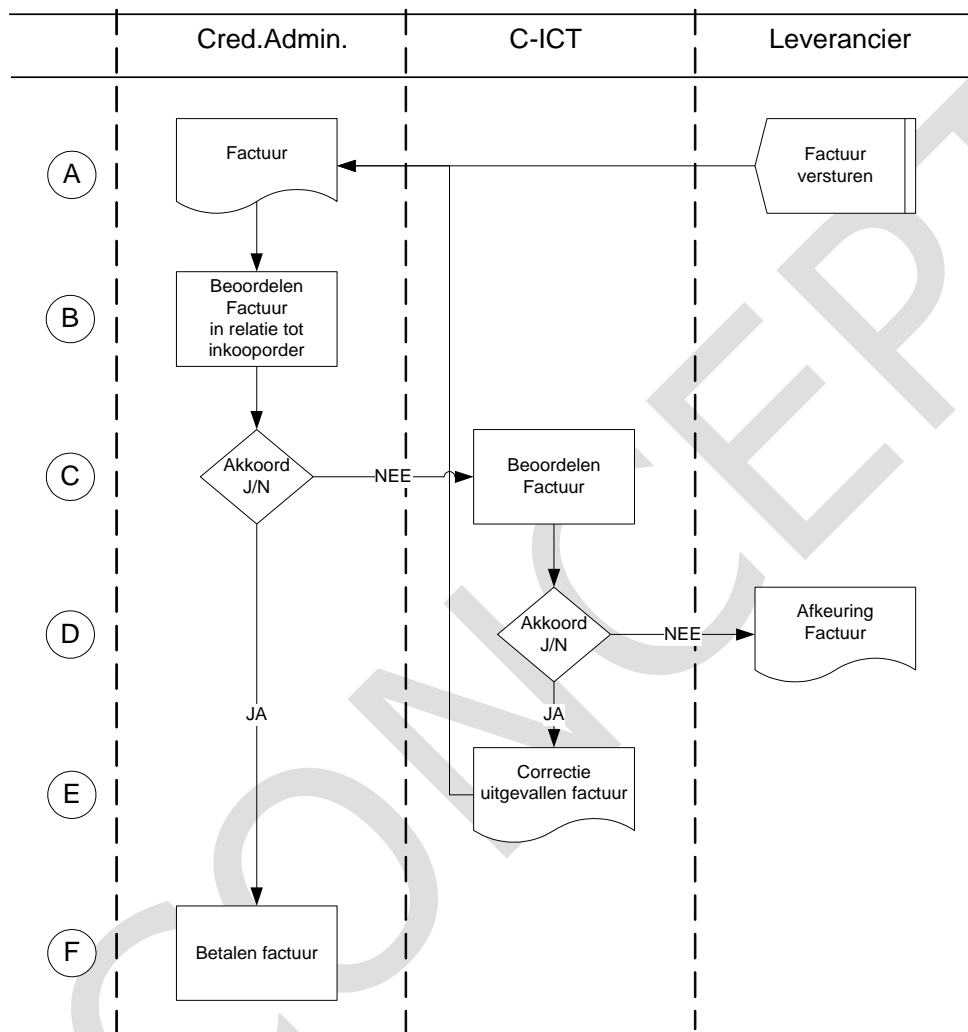 Cred.Admin.
C-ICT
Leverancier
A
Factuur
Factuur
versturen
B
Beoordelen
Factuur
in relatie tot
inkooporder
C
Akkoord
J/N
NEE
Beoordelen
Factuur
D
Akkoord
J/N
NEE
Afkeuring
Factuur
JA
JA
E
Correctie
uitgevallen factuur
F
Betalen factuur
CONCEPT